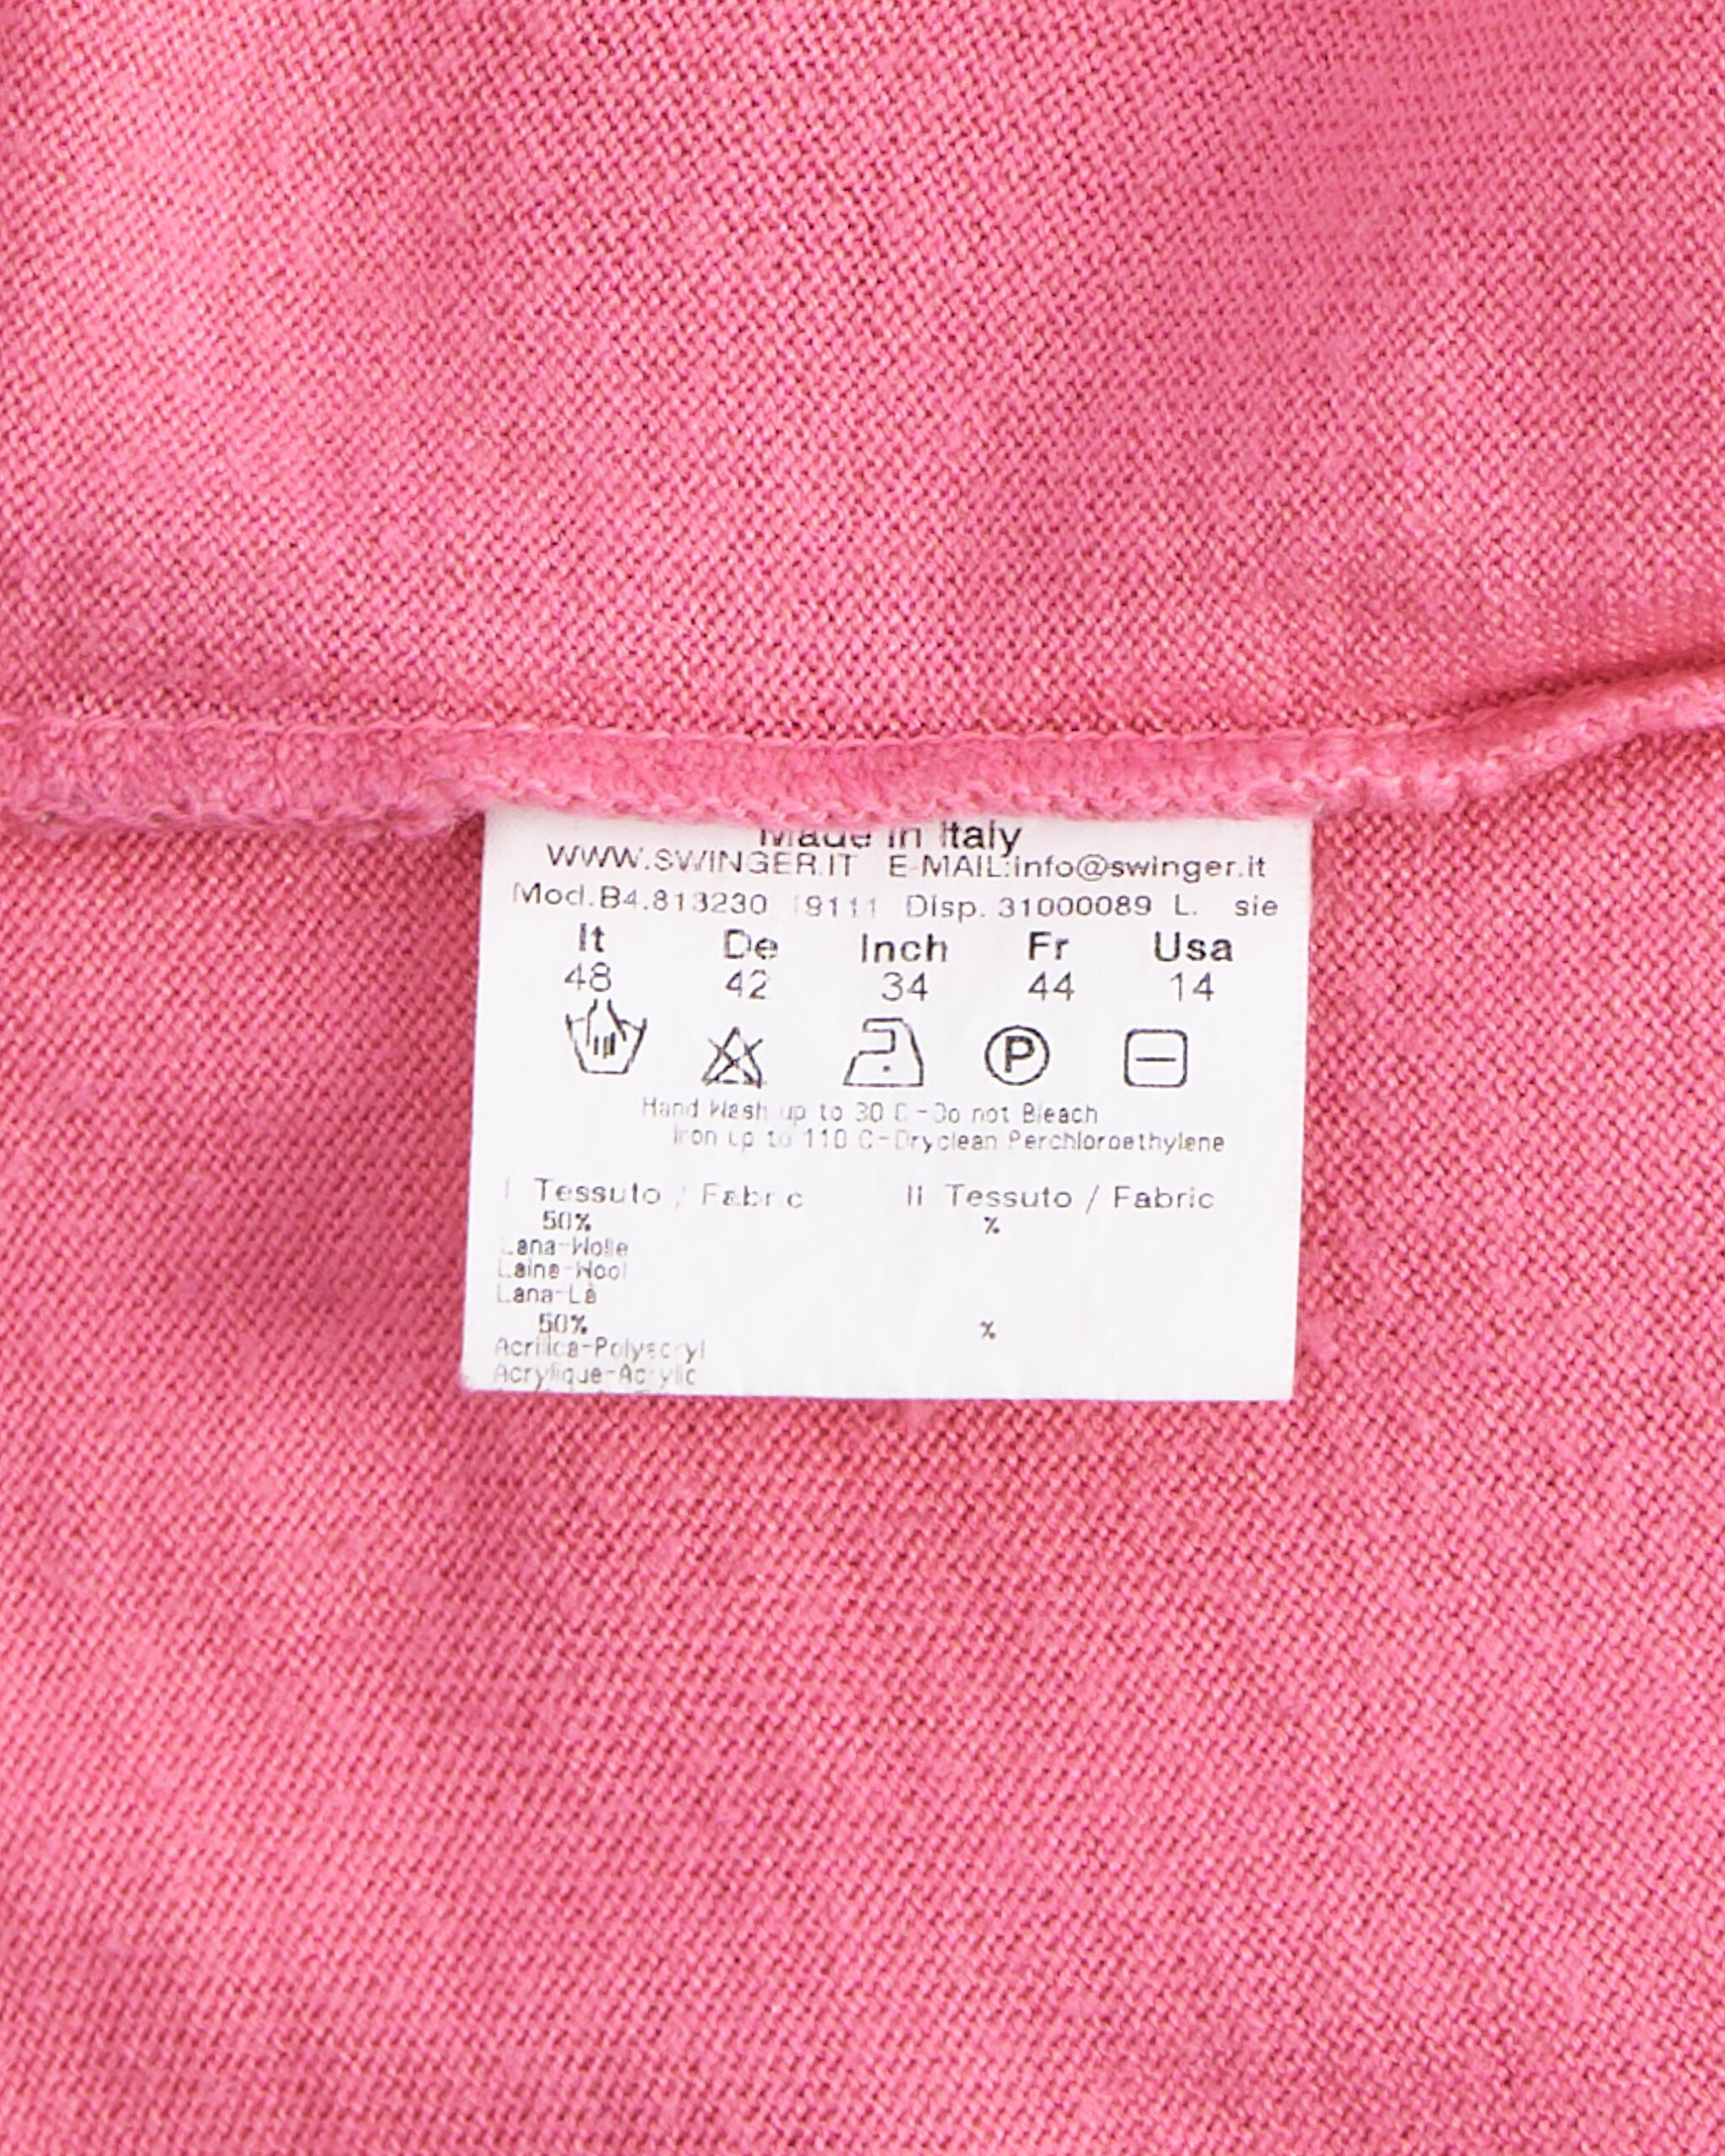 Made in Italy
WWW.SWINGER.IT E-MAIL:info@swinger.it
Mod.B4.813230 19111 Disp. 31000089 L. sie
It De Inch Fr Usa
48 42 34 44 14
P
Hand Wash up to 30 C-Do not Bleach
Iron up to 110 C-Dryclean Perchloroethylene
I Tessuto / Fabric II Tessuto / Fabric
50% %
Lana-Wolle
Laine-Wool
Lana-Lã
50% %
Acrilica-Polyacryl
Acrylique-Acrylic